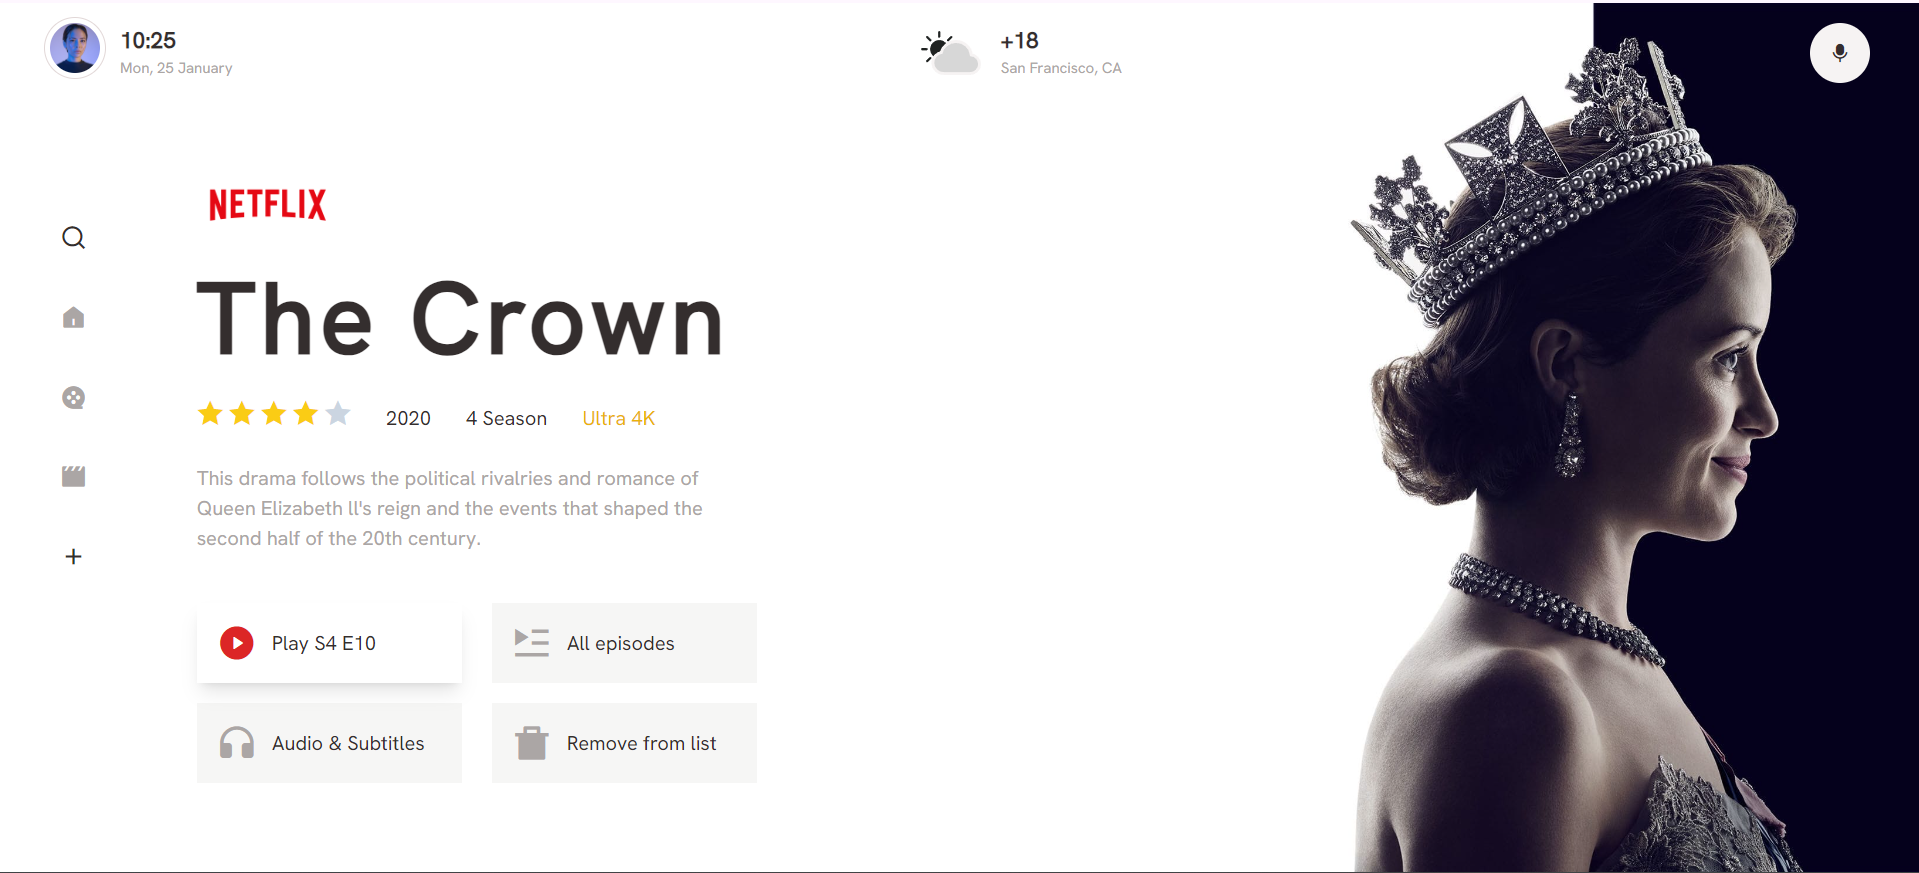 10:25
Mon, 25 January
+18
San Francisco, CA
NETFLIX
The Crown
2020 4 Season Ultra 4K
This drama follows the political rivalries and romance of
Queen Elizabeth ll's reign and the events that shaped the
second half of the 20th century.
Play S4 E10
All episodes
Audio & Subtitles
Remove from list